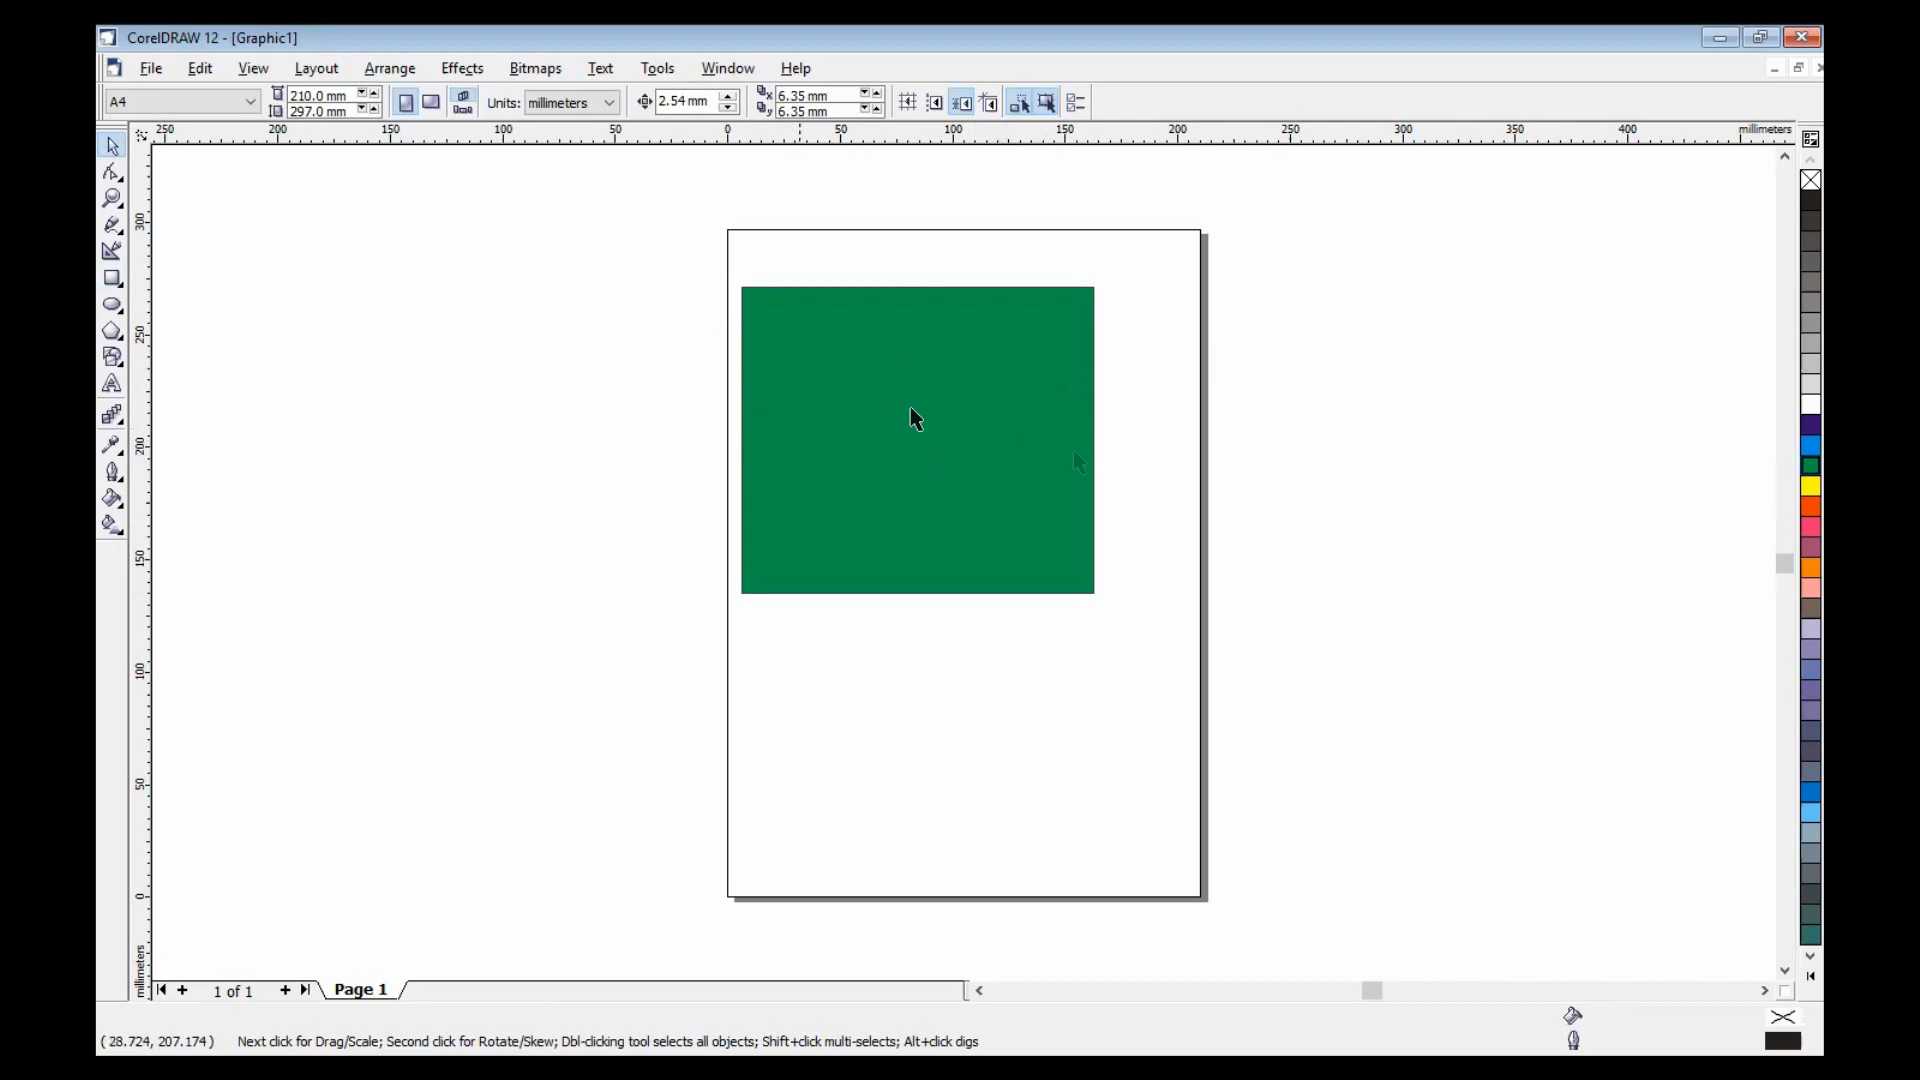 CorelDRAW 12 - [Graphic1]
File Edit View Layout Arrange Effects Bitmaps Text Tools Window Help
A4 210.0 mm 297.0 mm Units: millimeters 2.54 mm 6.35 mm 6.35 mm
250 200 150 100 50 0 50 100 150 200 250 300 350 400 millimeters
300
250
200
150
100
50
0
millimeters
1 of 1 Page 1
( 28.724, 207.174 ) Next click for Drag/Scale; Second click for Rotate/Skew; Dbl-clicking tool selects all objects; Shift+click multi-selects; Alt+click digs